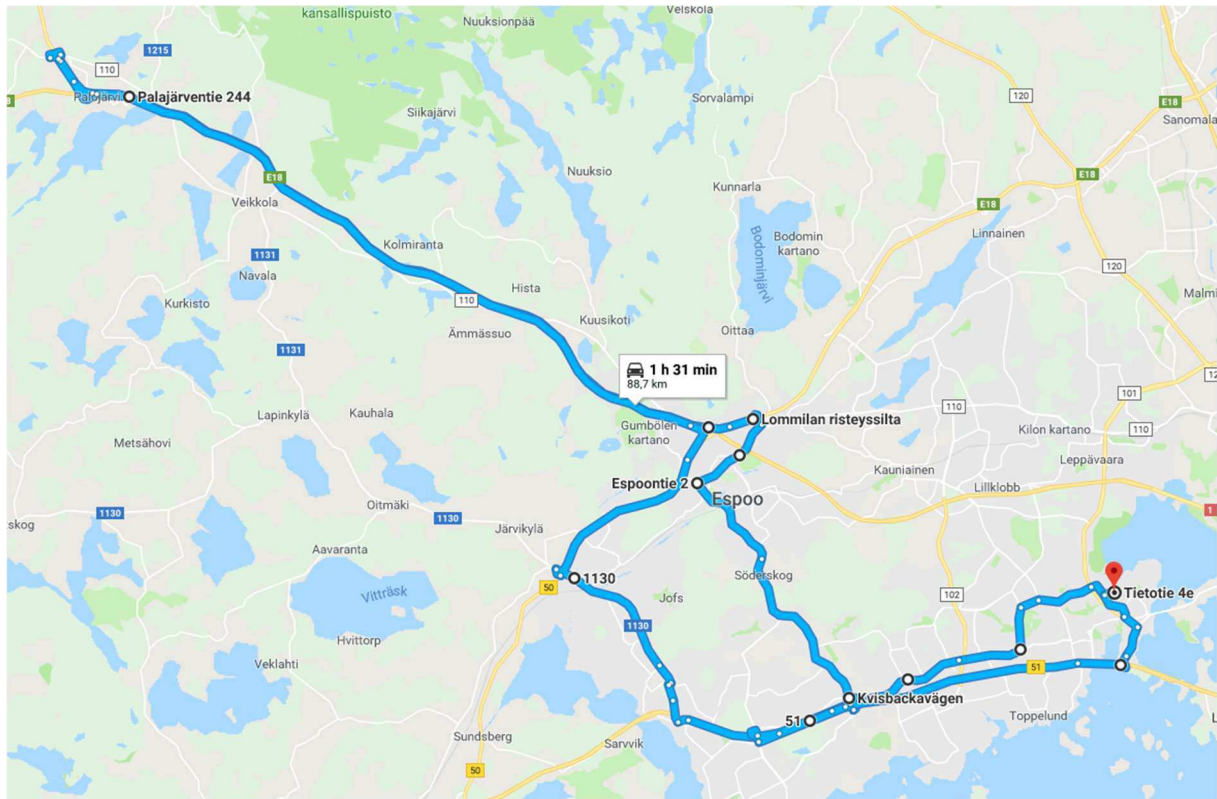 kansallispuisto
Nuuksionpää
Velskola
1215
110
120
E18
Palojärvi
Palajärventie 244
Siikajärvi
Sorvalampi
Sanomala
E18
Nuuksio
Kunnarla
E18
E18
Veikkola
Linnainen
Kolmiranta
Bodominjärvi
Bodomin
kartano
1131
Navala
120
Hista
110
Kurkisto
Malmi
Kuusikoti
Ämmässuo
Oittaa
1131
1 h 31 min
88,7 km
101
Lapinkylä
Kauhala
Gumbölen
kartano
Lommilan risteyssilta
110
Kilon kartano
110
Metsähovi
Leppävaara
Kauniainen
Espoontie 2
Espoo
Lillklobb
Oitmäki
1130
1130
1
Järvikylä
Aavaranta
50
1130
Söderskog
Vitträsk
Jofs
102
Tietotie 4e
1130
Hvittorp
Veklahti
51
Kvisbackavägen
51
Toppelund
Sundsberg
Sarvvik
50